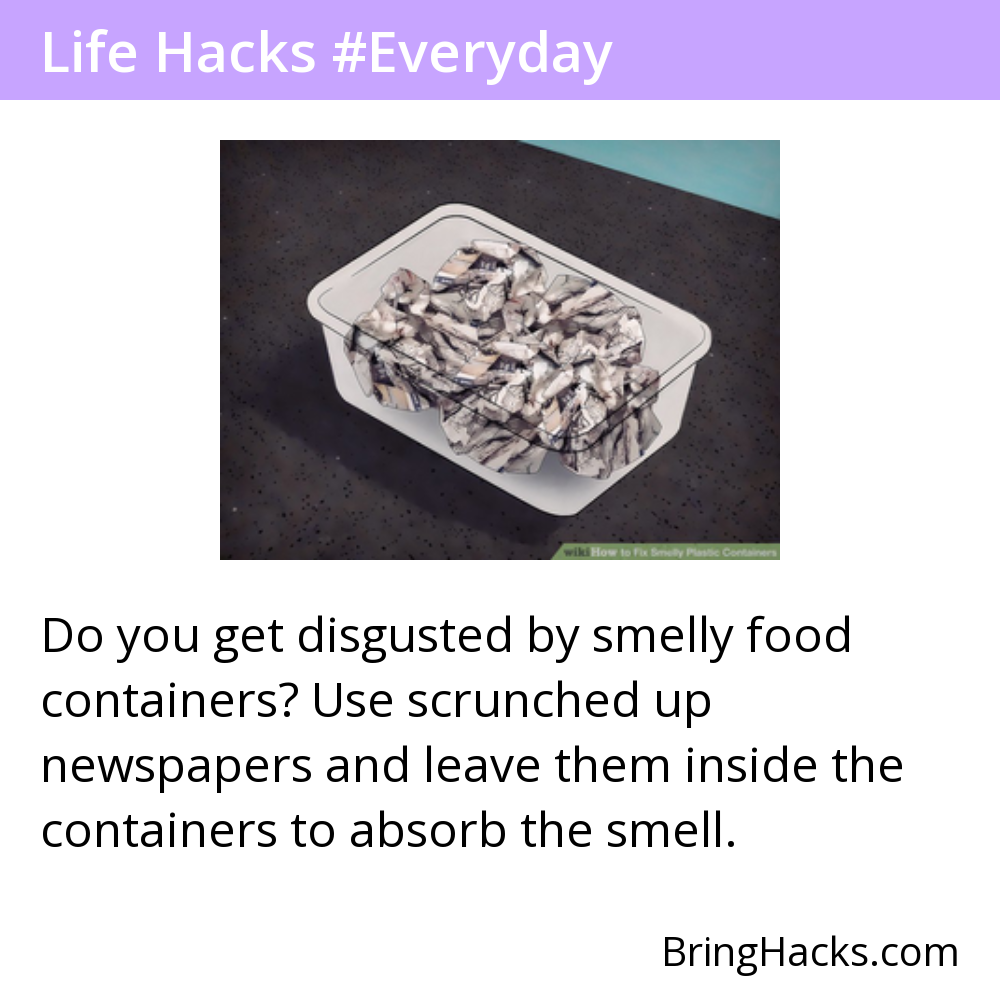 Life Hacks #Everyday
wikiHow to Fix Smelly Plastic Containers
Do you get disgusted by smelly food
containers? Use scrunched up
newspapers and leave them inside the
containers to absorb the smell.
BringHacks.com